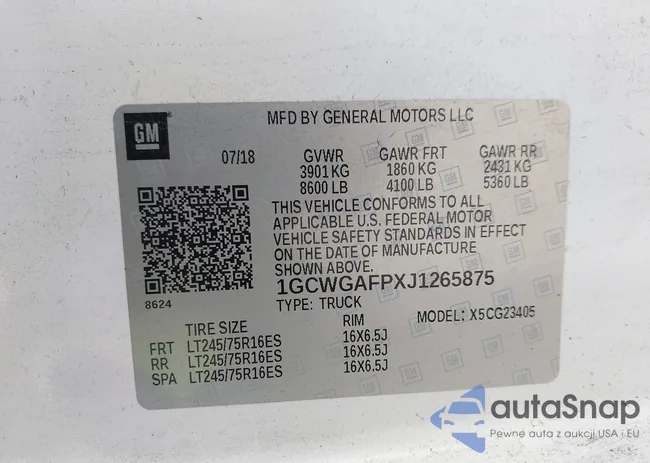 GM
MFD BY GENERAL MOTORS LLC
07/18 GVWR GAWR FRT GAWR RR
3901 KG 1860 KG 2431 KG
8600 LB 4100 LB 5360 LB
THIS VEHICLE CONFORMS TO ALL
APPLICABLE U.S. FEDERAL MOTOR
VEHICLE SAFETY STANDARDS IN EFFECT
ON THE DATE OF MANUFACTURE
SHOWN ABOVE.
8624
1GCWGAFPXJ1265875
TYPE: TRUCK MODEL: X5CG23405
TIRE SIZE RIM
FRT LT245/75R16ES 16X6.5J
RR LT245/75R16ES 16X6.5J
SPA LT245/75R16ES 16X6.5J
autaSnap
Pewne auta z aukcji USA i EU